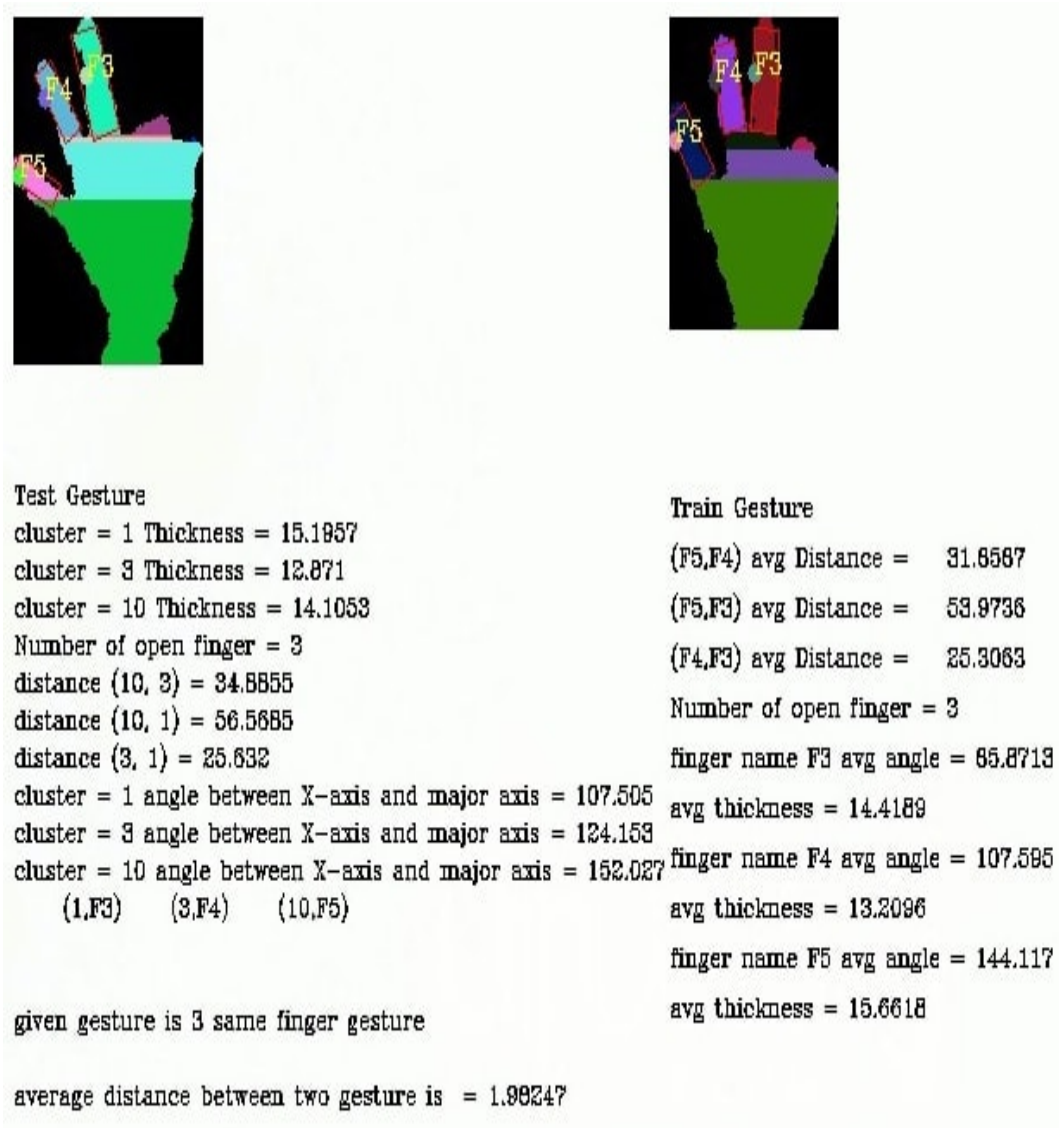 F3
F4
F5
F3
F4
F5
Test Gesture
cluster = 1 Thickness = 15.1957
cluster = 3 Thickness = 12.871
cluster = 10 Thickness = 14.1053
Number of open finger = 3
distance (10, 3) = 34.8855
distance (10, 1) = 56.5685
distance (3, 1) = 25.632
cluster = 1 angle between X-axis and major axis = 107.505
cluster = 3 angle between X-axis and major axis = 124.153
cluster = 10 angle between X-axis and major axis = 152.027
(1,F3) (3,F4) (10,F5)
given gesture is 3 same finger gesture
average distance between two gesture is = 1.98247
Train Gesture
(F5,F4) avg Distance = 31.8587
(F5,F3) avg Distance = 53.9736
(F4,F3) avg Distance = 25.3063
Number of open finger = 3
finger name F3 avg angle = 85.8713
avg thickness = 14.4189
finger name F4 avg angle = 107.595
avg thickness = 13.2096
finger name F5 avg angle = 144.117
avg thickness = 15.6618